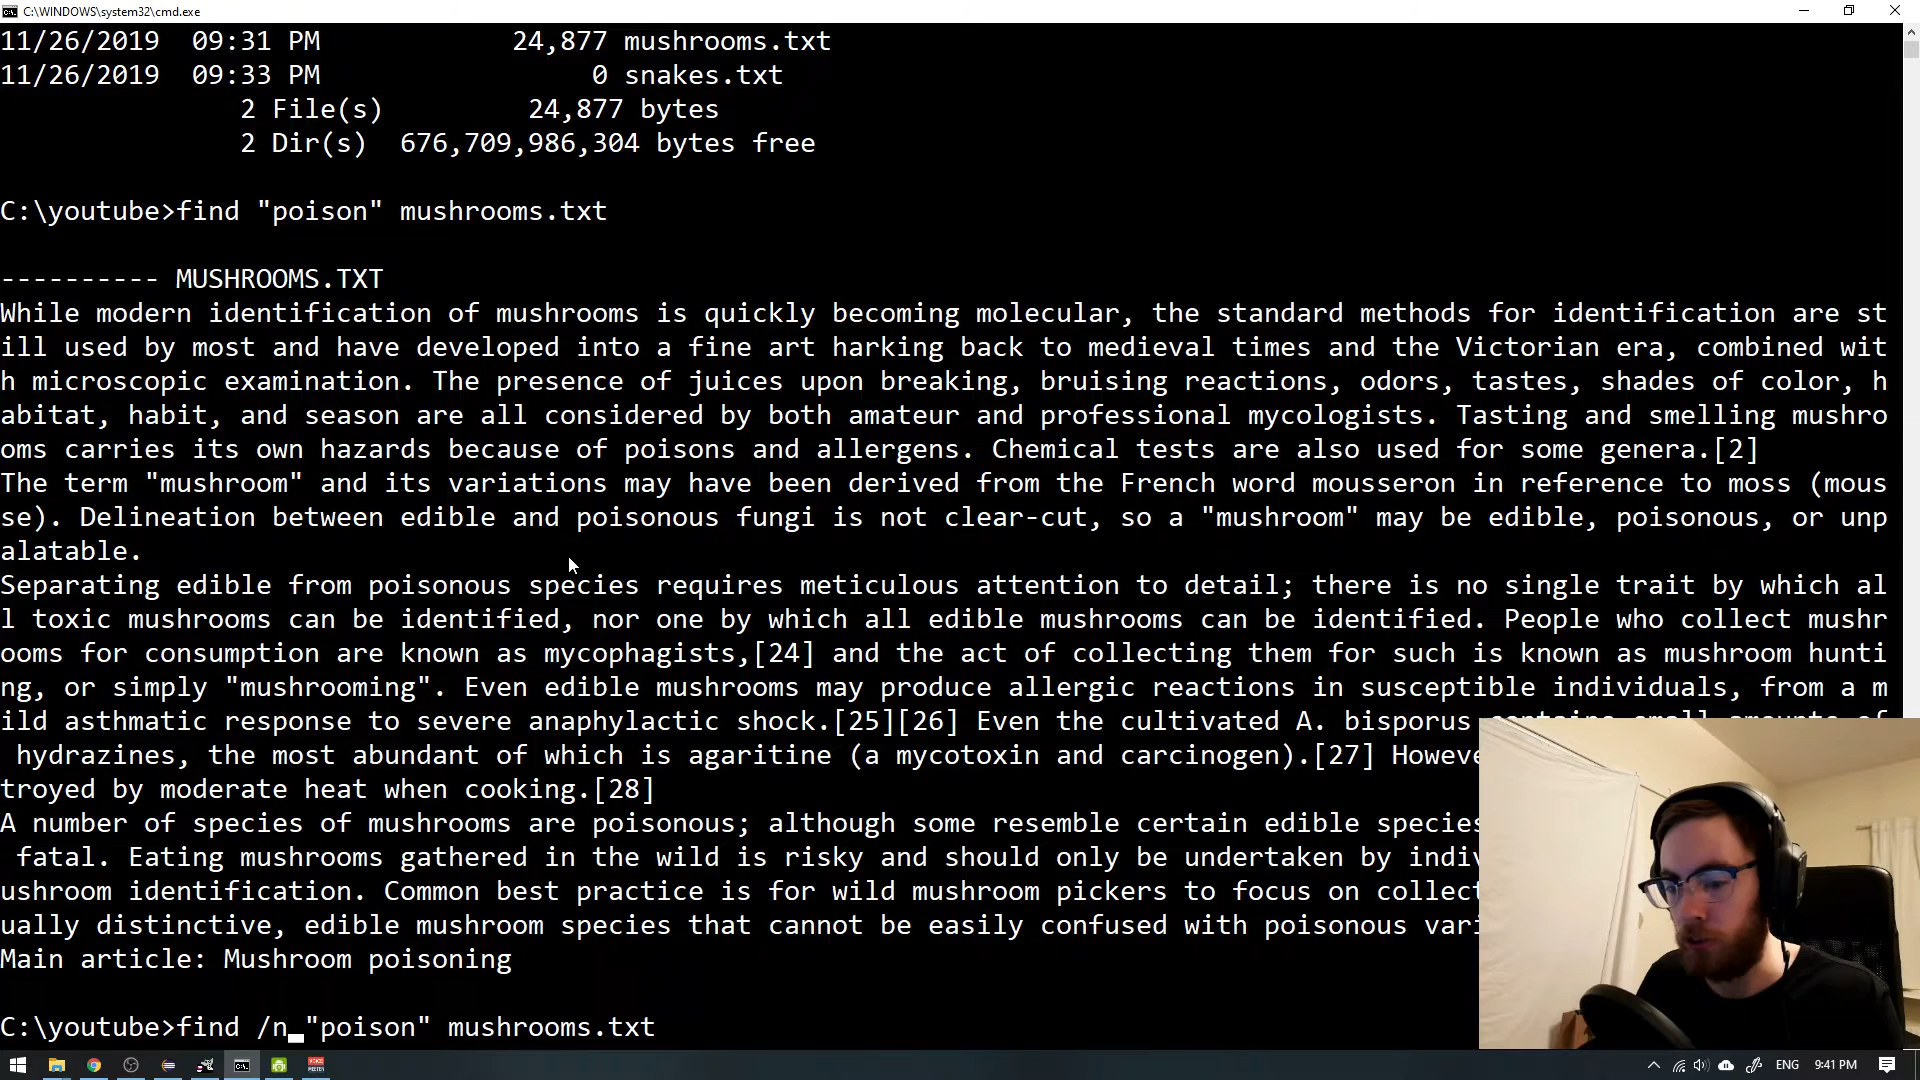 C:\WINDOWS\system32\cmd.exe
11/26/2019  09:31 PM            24,877 mushrooms.txt
11/26/2019  09:33 PM                 0 snakes.txt
               2 File(s)         24,877 bytes
               2 Dir(s)  676,709,986,304 bytes free
C:\youtube>find "poison" mushrooms.txt
---------- MUSHROOMS.TXT
While modern identification of mushrooms is quickly becoming molecular, the standard methods for identification are st
ill used by most and have developed into a fine art harking back to medieval times and the Victorian era, combined wit
h microscopic examination. The presence of juices upon breaking, bruising reactions, odors, tastes, shades of color, h
abitat, habit, and season are all considered by both amateur and professional mycologists. Tasting and smelling mushro
oms carries its own hazards because of poisons and allergens. Chemical tests are also used for some genera.[2]
The term "mushroom" and its variations may have been derived from the French word mousseron in reference to moss (mous
se). Delineation between edible and poisonous fungi is not clear-cut, so a "mushroom" may be edible, poisonous, or unp
alatable.
Separating edible from poisonous species requires meticulous attention to detail; there is no single trait by which al
l toxic mushrooms can be identified, nor one by which all edible mushrooms can be identified. People who collect mushr
ooms for consumption are known as mycophagists,[24] and the act of collecting them for such is known as mushroom hunti
ng, or simply "mushrooming". Even edible mushrooms may produce allergic reactions in susceptible individuals, from a m
ild asthmatic response to severe anaphylactic shock.[25][26] Even the cultivated A. bisporus contains small amounts of
 hydrazines, the most abundant of which is agaritine (a mycotoxin and carcinogen).[27] Howeve
troyed by moderate heat when cooking.[28]
A number of species of mushrooms are poisonous; although some resemble certain edible species
 fatal. Eating mushrooms gathered in the wild is risky and should only be undertaken by indiv
ushroom identification. Common best practice is for wild mushroom pickers to focus on collect
ually distinctive, edible mushroom species that cannot be easily confused with poisonous vari
Main article: Mushroom poisoning
C:\youtube>find /n "poison" mushrooms.txt
ENG 9:41 PM